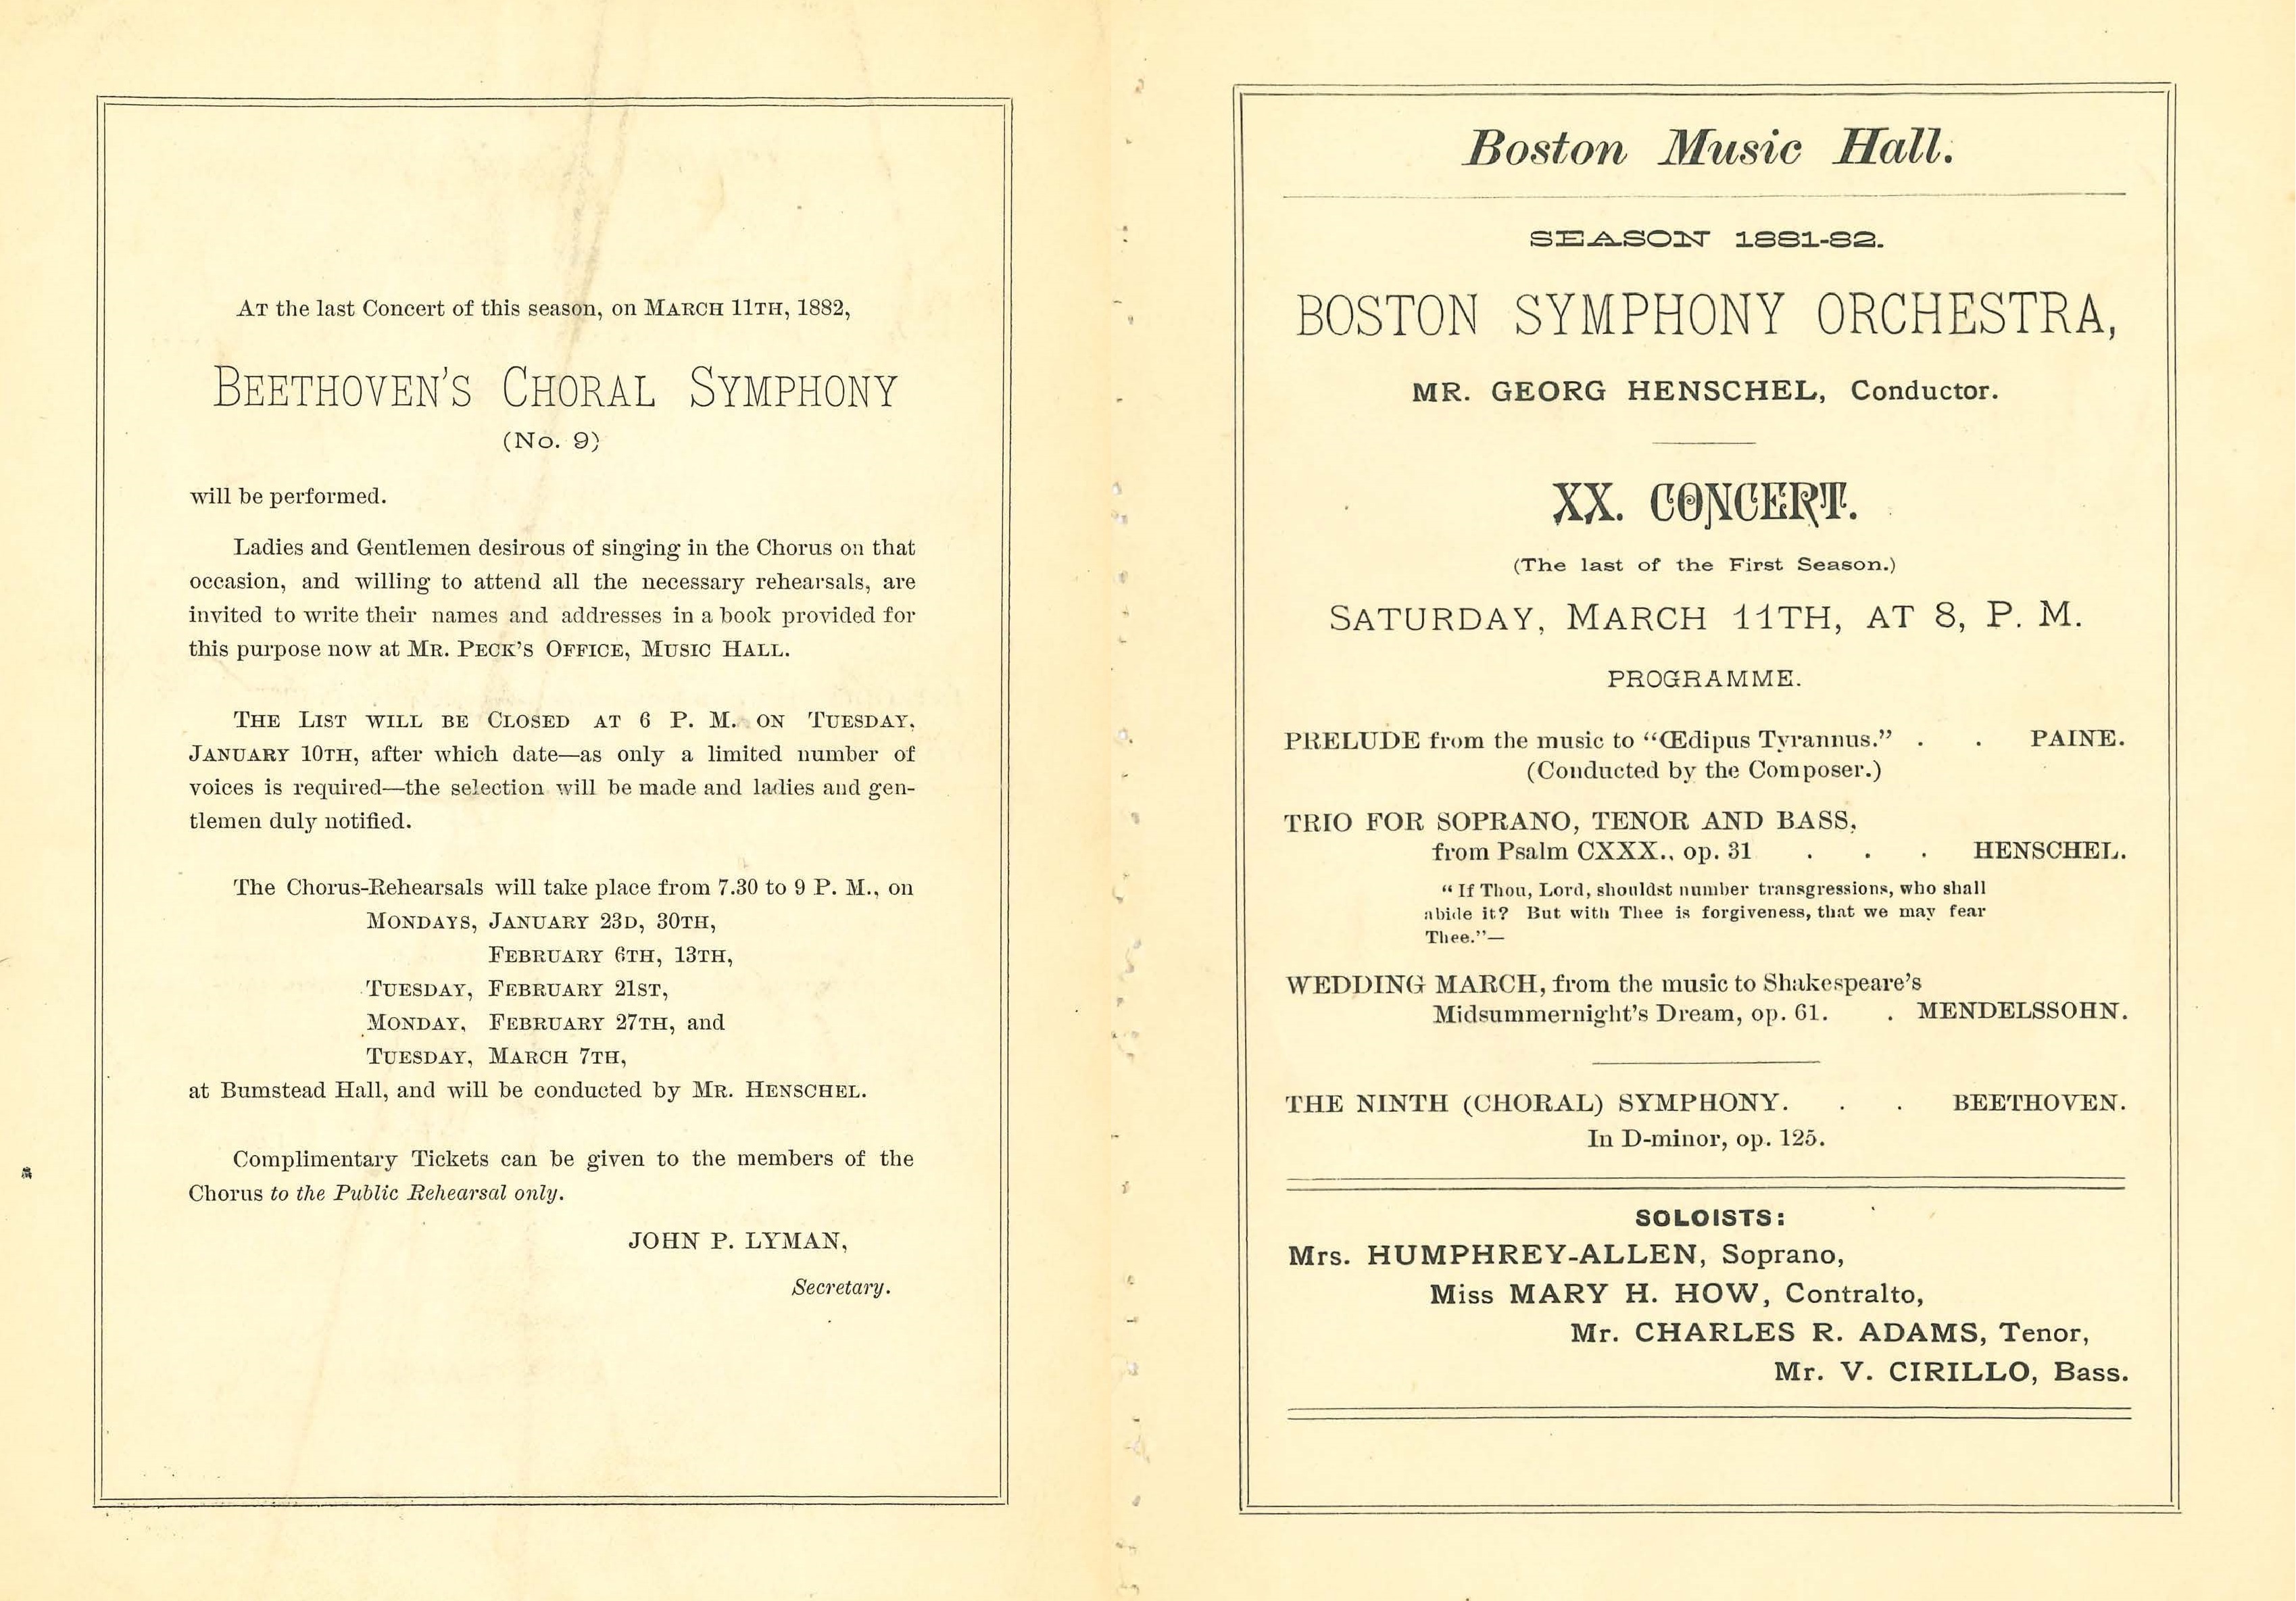 AT the last Concert of this season, on MARCH 11TH, 1882,
BEETHOVEN'S CHORAL SYMPHONY
(No. 9)
will be performed.
Ladies and Gentlemen desirous of singing in the Chorus on that
occasion, and willing to attend all the necessary rehearsals, are
invited to write their names and addresses in a book provided for
this purpose now at MR. PECK'S OFFICE, MUSIC HALL.
THE LIST WILL BE CLOSED AT 6 P. M. ON TUESDAY,
JANUARY 10TH, after which date—as only a limited number of
voices is required—the selection will be made and ladies and gen-
tlemen duly notified.
The Chorus-Rehearsals will take place from 7.30 to 9 P. M., on
MONDAYS, JANUARY 23D, 30TH,
FEBRUARY 6TH, 13TH,
TUESDAY, FEBRUARY 21ST,
MONDAY, FEBRUARY 27TH, and
TUESDAY, MARCH 7TH,
at Bumstead Hall, and will be conducted by MR. HENSCHEL.
Complimentary Tickets can be given to the members of the
Chorus to the Public Rehearsal only.
JOHN P. LYMAN,
Secretary.
Boston Music Hall.
SEASON 1881-82.
BOSTON SYMPHONY ORCHESTRA,
MR. GEORG HENSCHEL, Conductor.
XX. CONCERT.
(The last of the First Season.)
SATURDAY, MARCH 11TH, AT 8, P. M.
PROGRAMME.
PRELUDE from the music to "Œdipus Tyrannus." . . PAINE.
(Conducted by the Composer.)
TRIO FOR SOPRANO, TENOR AND BASS,
from Psalm CXXX., op. 31 . . . HENSCHEL.
"If Thou, Lord, shouldst number transgressions, who shall
abide it? But with Thee is forgiveness, that we may fear
Thee."—
WEDDING MARCH, from the music to Shakespeare's
Midsummernight's Dream, op. 61. . MENDELSSOHN.
THE NINTH (CHORAL) SYMPHONY. . . BEETHOVEN.
In D-minor, op. 125.
SOLOISTS:
Mrs. HUMPHREY-ALLEN, Soprano,
Miss MARY H. HOW, Contralto,
Mr. CHARLES R. ADAMS, Tenor,
Mr. V. CIRILLO, Bass.